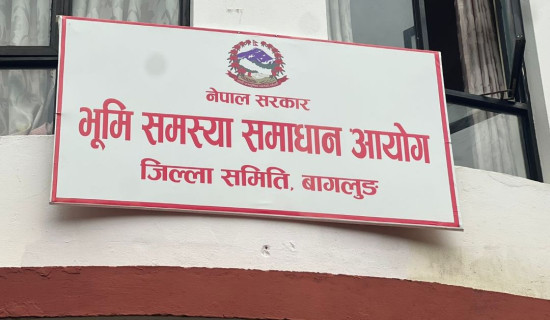 नेपाल सरकार
भूमि समस्या समाधान आयोग
जिल्ला समिति, बागलुङ